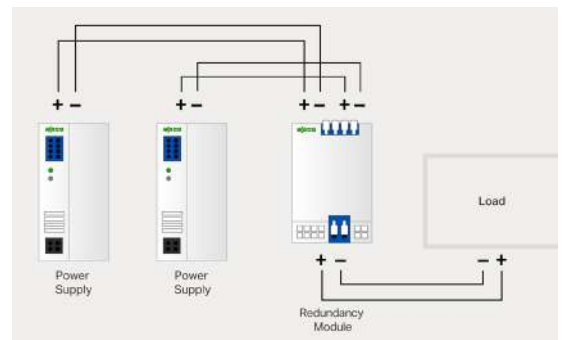 + − + − + − + −
WAGO WAGO WAGO
Load
+ − − +
Power
Supply
Power
Supply
Redundancy
Module